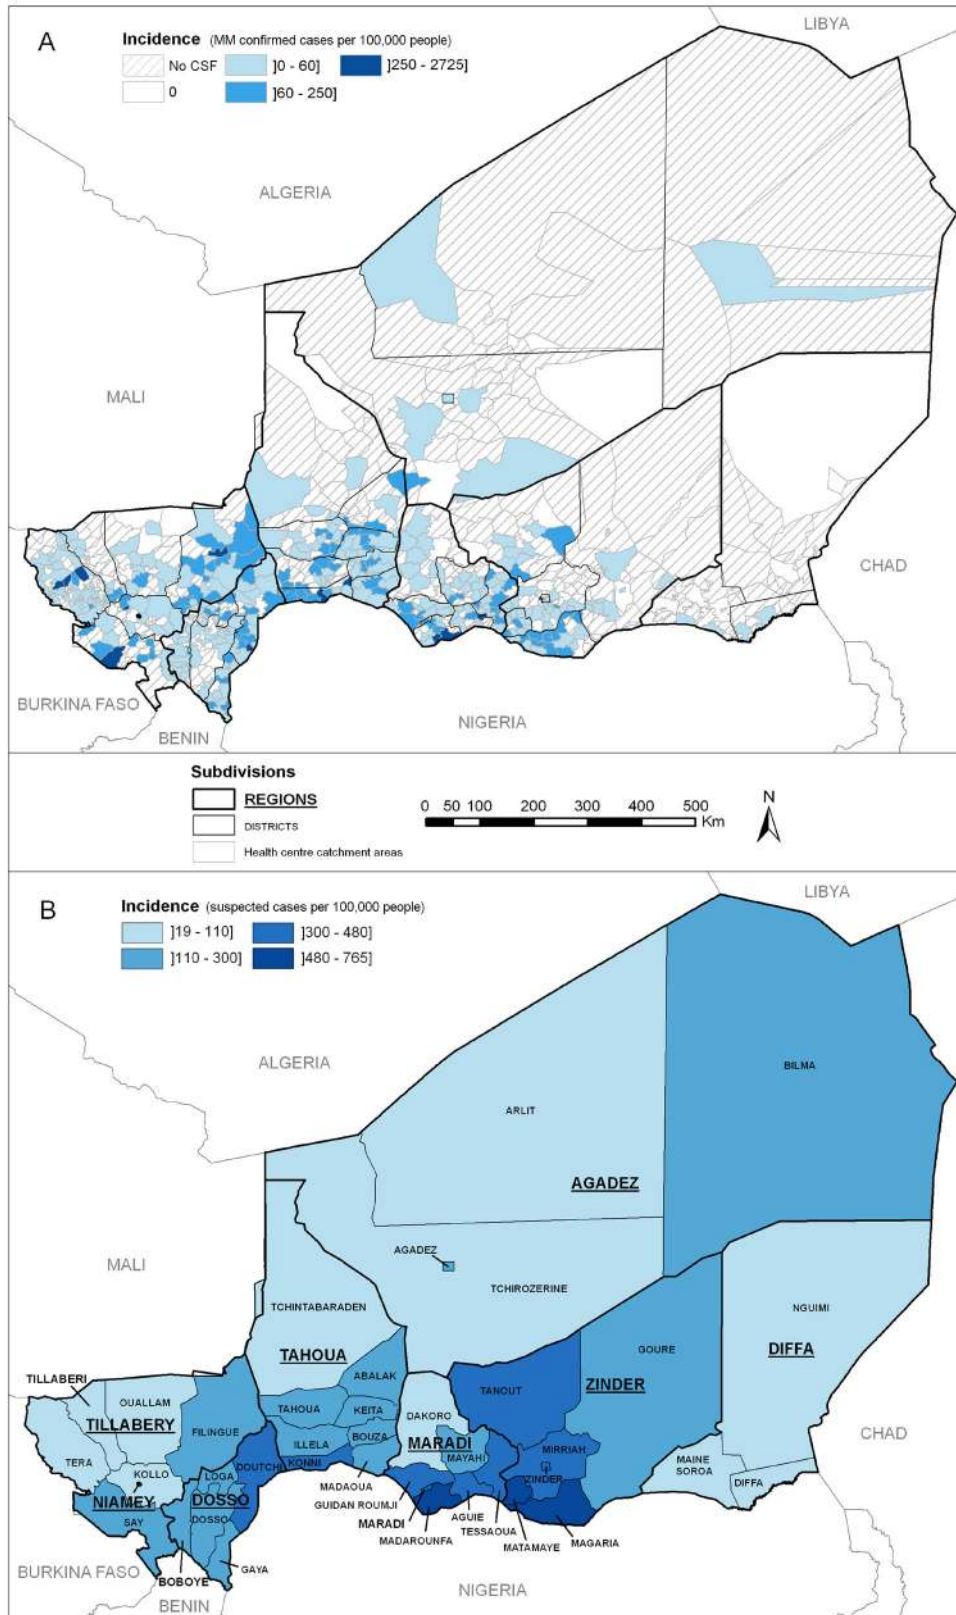 A
Incidence (MM confirmed cases per 100,000 people)
No CSF
]0 - 60]
]250 - 2725]
0
]60 - 250]
LIBYA
ALGERIA
MALI
CHAD
BURKINA FASO
BENIN
NIGERIA
Subdivisions
REGIONS
DISTRICTS
Health centre catchment areas
0 50 100 200 300 400 500
Km
N
B
Incidence (suspected cases per 100,000 people)
]19 - 110]
]300 - 480]
]110 - 300]
]480 - 765]
LIBYA
ALGERIA
BILMA
ARLIT
AGADEZ
MALI
AGADEZ
TCHIROZERINE
TCHINTABARADEN
NGUIMI
TAHOUA
DIFFA
GOURE
ZINDER
TILLABERI
ABALAK
OUALLAM
TANOUT
TILLABERY
TAHOUA
KEITA
DAKORO
FILINGUE
BOUZA
MARADI
MIRRIAH
CHAD
TERA
DOUTCHI
ILLELA
MAYAHI
MAINE
SOROA
KOLLO
LOGA
KONNI
ZINDER
DIFFA
NIAMEY
DOSSO
MADAOUA
SAY
DOSSO
GUIDAN ROUMJI
AGUIE
MARADI
TESSAOUA
MADAROUNFA
MATAMAYE
MAGARIA
BURKINA FASO
BOBOYE
GAYA
BENIN
NIGERIA